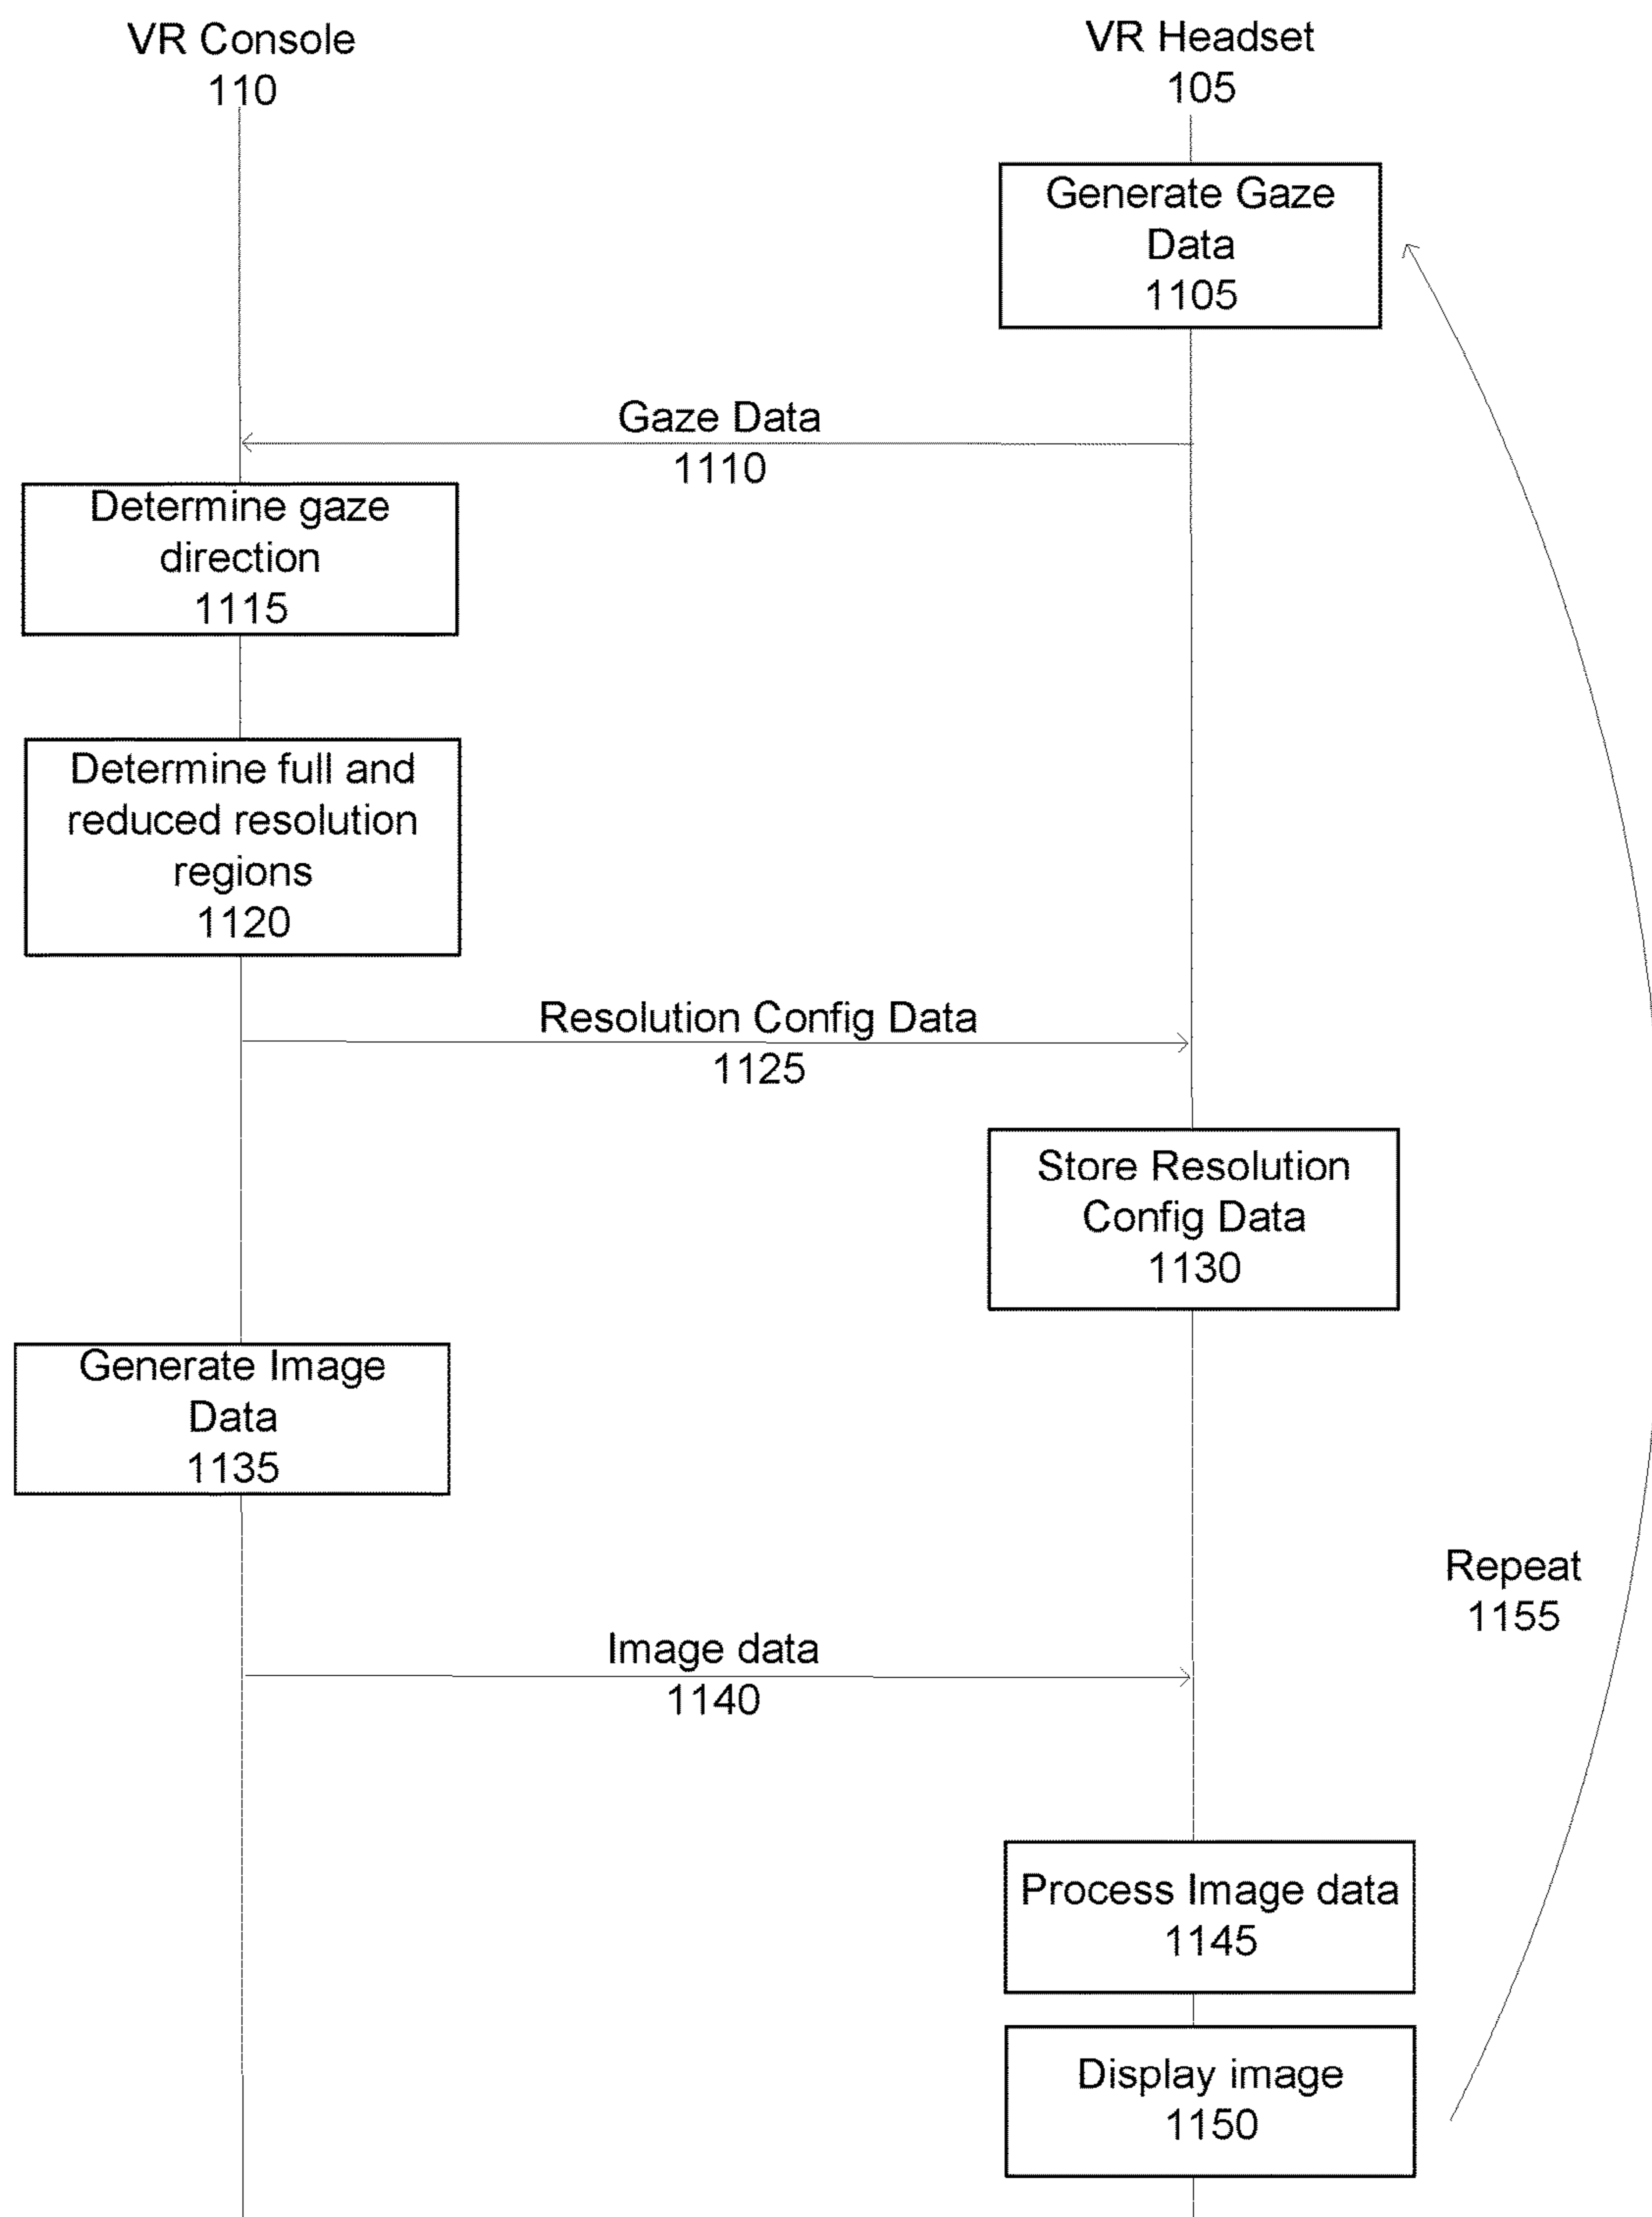 VR Console
110
VR Headset
105
Generate Gaze
Data
1105
Gaze Data
1110
Determine gaze
direction
1115
Determine full and
reduced resolution
regions
1120
Resolution Config Data
1125
Store Resolution
Config Data
1130
Generate Image
Data
1135
Repeat
1155
Image data
1140
Process Image data
1145
Display image
1150